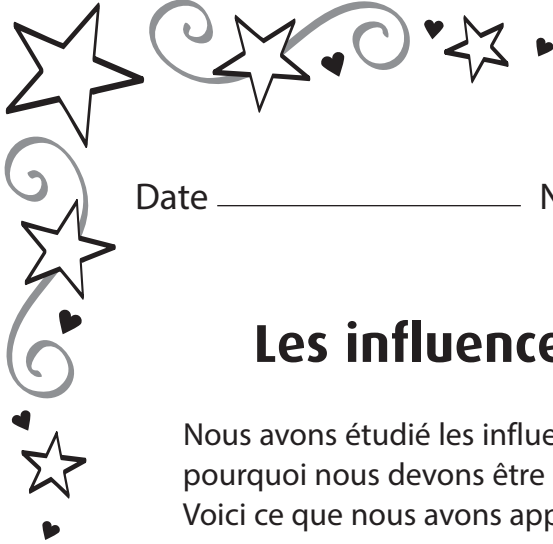 Date
Les influence
Nous avons étudié les influe
pourquoi nous devons être
Voici ce que nous avons app